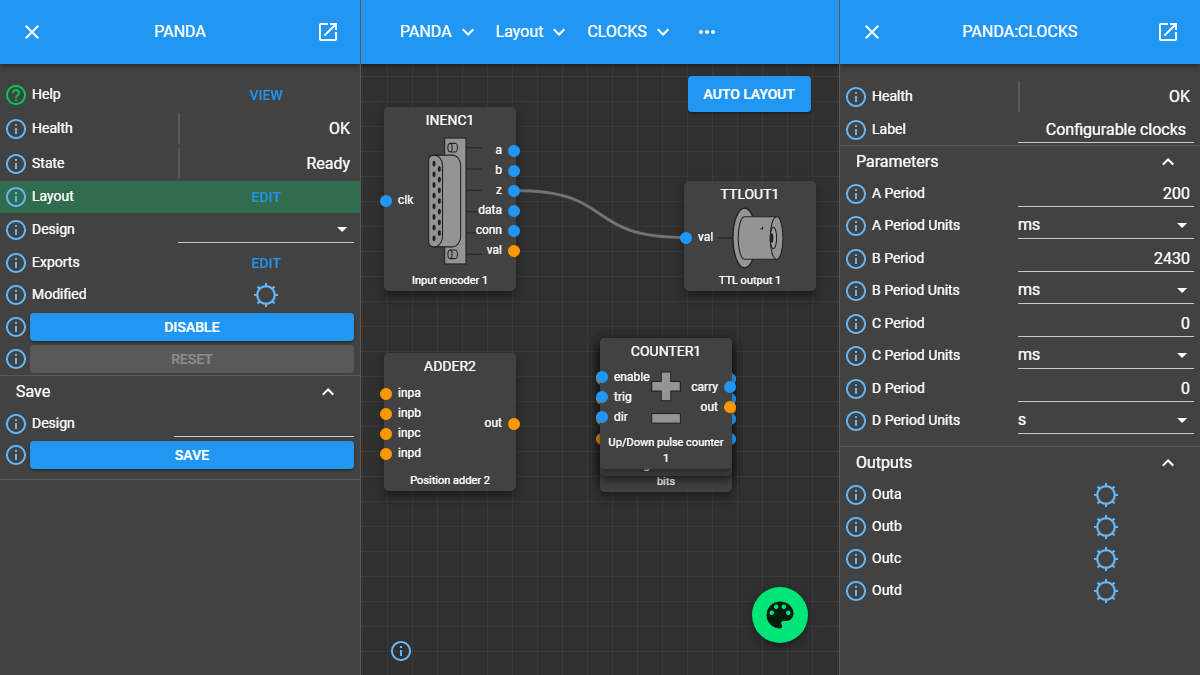 PANDA
Help
VIEW
Health
OK
State
Ready
Layout
EDIT
Design
Exports
EDIT
Modified
DISABLE
RESET
Save
Design
SAVE
PANDA
Layout
CLOCKS
AUTO LAYOUT
INENC1
clk
a
b
z
data
conn
val
Input encoder 1
TTLOUT1
val
TTL output 1
ADDER2
inpa
inpb
inpc
inpd
out
Position adder 2
COUNTER1
enable
trig
dir
carry
out
Up/Down pulse counter
1
bits
PANDA:CLOCKS
Health
OK
Label
Configurable clocks
Parameters
A Period
200
A Period Units
ms
B Period
2430
B Period Units
ms
C Period
0
C Period Units
ms
D Period
0
D Period Units
s
Outputs
Outa
Outb
Outc
Outd